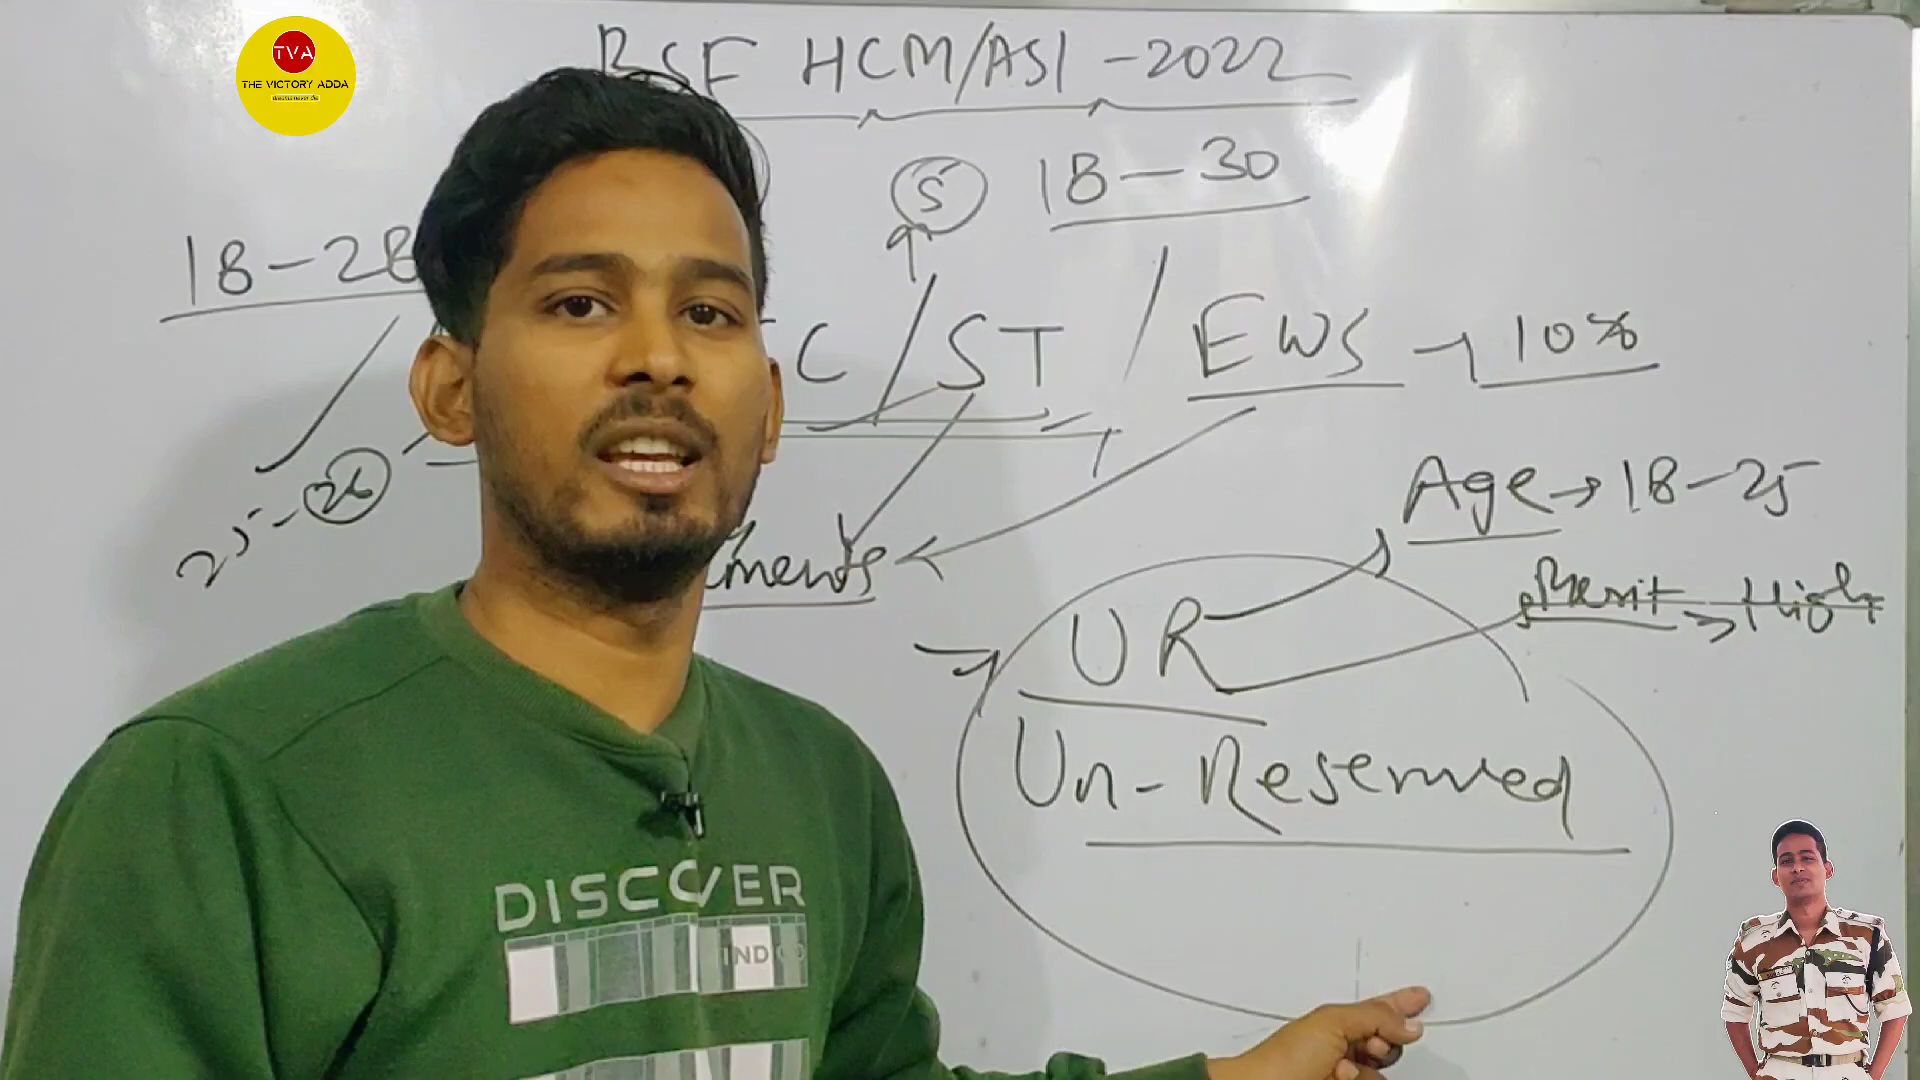 TVA
THE VICTORY ADDA
BSF HCM/ASI - 2022
5 18-30
18-28
C / ST / EWS → 10%
25-26
Age → 18-25
ments
Merit → High
UR
Un-Reserved
DISCOVER